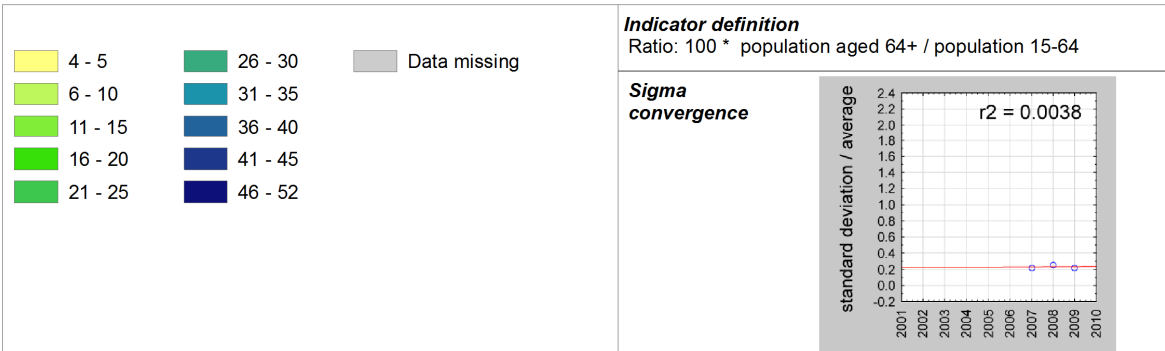 4 - 5
6 - 10
11 - 15
16 - 20
21 - 25
26 - 30
31 - 35
36 - 40
41 - 45
46 - 52
Data missing
Indicator definition
Ratio: 100 * population aged 64+ / population 15-64
Sigma
convergence
standard deviation / average
r2 = 0.0038
2.4
2.2
2.0
1.8
1.6
1.4
1.2
1.0
0.8
0.6
0.4
0.2
0.0
-0.2
2001
2002
2003
2004
2005
2006
2007
2008
2009
2010